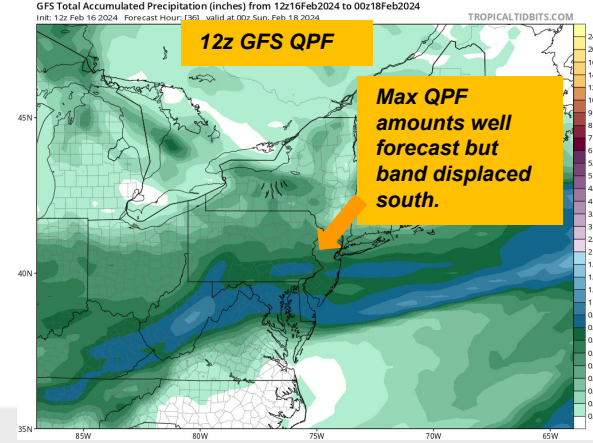 GFS Total Accumulated Precipitation (inches) from 12z16Feb2024 to 00z18Feb2024
Init: 12z Feb 16 2024 Forecast Hour: [36] valid at 00z Sun, Feb 18 2024 TROPICALTIDBITS.COM
12z GFS QPF
Max QPF
amounts well
forecast but
band displaced
south.
45N
40N
35N
85W 80W 75W 70W 65W